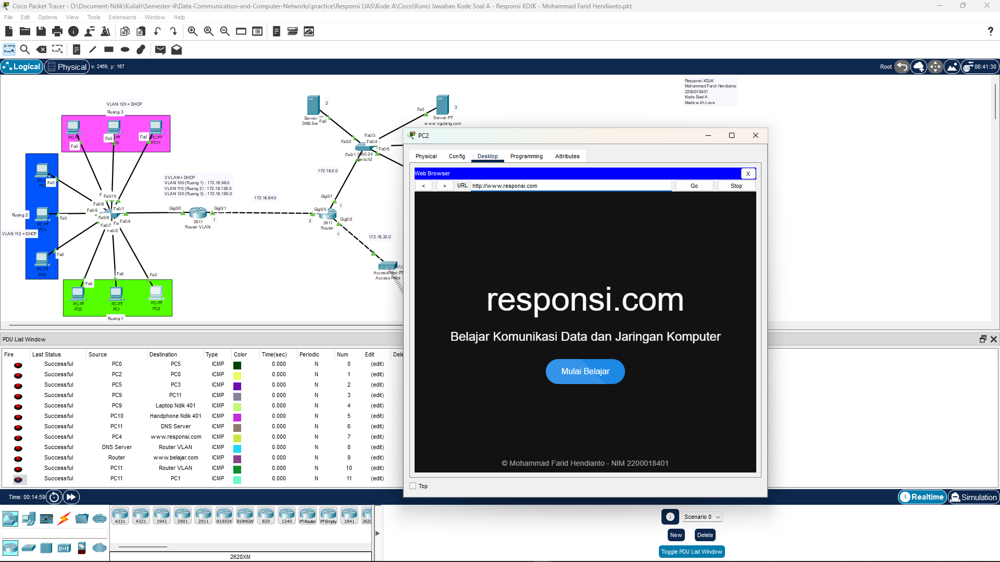 Cisco Packet Tracer - D:\Document-Ndik\Kuliah\Semester-4\Data-Communication-and-Computer-Networks\practice\Responsi UAS\Kode A\Cisco\Kunci Jawaban Kode Soal A - Responsi KDJK - Mohammad Farid Hendianto.pkt
File Edit Options View Tools Extensions Window Help
Logical Physical x: 2469, y: 167
Root 06:41:30
Responsi KDJK
Mohammad Farid Hendianto
2200018401
Kode Soal A
Made with Love
VLAN 120 + DHCP
Ruang 3
PC-PT
Fa0
Fa0
Fa0 PC-PT
PC11
Fa0
Fa0
Ruang 2
PC-PT
PC4
VLAN 110 + DHCP
Fa0
PC-PT
PC5
3 VLAN + DHCP
VLAN 100 (Ruang 1) : 172.16.96.0
VLAN 110 (Ruang 2) : 172.16.128.0
VLAN 120 (Ruang 3) : 172.16.160.0
Fa0/10
Fa0/8
Fa0/5
Fa0/1
Fa0/6
Fa0/4
Fa0/7
Fa0/2
Gig0/0
Gig0/1
1
2911
Router VLAN
172.16.64.0
Fa0
Fa0
Fa0
PC-PT
PC0
PC-PT
PC1
PC-PT
PC2
Ruang 1
2
Fa0
3
Fa0
Server-PT
www.ngulang.com
Fa0/3
Fa0/2
Fa0/4
Fa0/5
Fa0/1
172.16.0.0
Gig0/1
1
Gig0/0
2
Gig0/2
1
2911
Router
172.16.32.0
AccessPoint-PT
Access Point
PC2
Physical Config Desktop Programming Attributes
Web Browser X
< > URL http://www.responsi.com Go Stop
responsi.com
Belajar Komunikasi Data dan Jaringan Komputer
Mulai Belajar
© Mohammad Farid Hendianto - NIM 2200018401
Top
PDU List Window
Fire Last Status Source Destination Type Color Time(sec) Periodic Num Edit Dele
Successful PC0 PC5 ICMP 0.000 N 0 (edit)
Successful PC2 PC0 ICMP 0.000 N 1 (edit)
Successful PC5 PC3 ICMP 0.000 N 2 (edit)
Successful PC9 PC11 ICMP 0.000 N 3 (edit)
Successful PC9 Laptop Ndik 401 ICMP 0.000 N 4 (edit)
Successful PC10 Handphone Ndik 401 ICMP 0.000 N 5 (edit)
Successful PC11 DNS Server ICMP 0.000 N 6 (edit)
Successful PC4 www.responsi.com ICMP 0.000 N 7 (edit)
Successful DNS Server Router VLAN ICMP 0.000 N 8 (edit)
Successful Router www.belajar.com ICMP 0.000 N 9 (edit)
Successful PC11 Router VLAN ICMP 0.000 N 10 (edit)
Successful PC11 PC1 ICMP 0.000 N 11 (edit)
Time: 00:14:59
Realtime Simulation
4331 4321 1941 2901 2911 819IOX 819HGW 829 1240 PT-Router PT-Empty 1841 2620
2620XM
Scenario 0
New Delete
Toggle PDU List Window